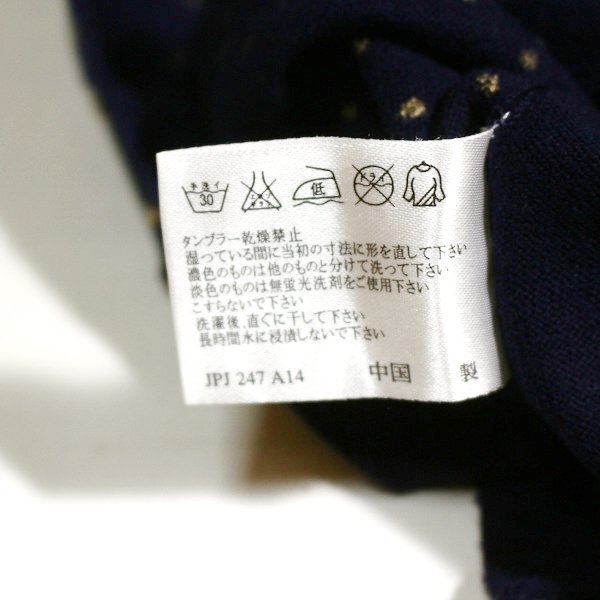 手洗イ 30 エンソサラシ 低 ドライ
タンブラー乾燥禁止
湿っている間に当初の寸法に形を直して下さい
濃色のものは他のものと分けて洗って下さい
淡色のものは無蛍光洗剤をご使用下さい
こすらないで下さい
洗濯後、直ぐに干して下さい
長時間水に浸漬しないで下さい
JPJ 247 A14 中国 製